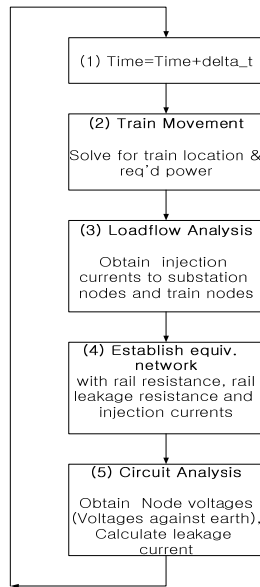 (1) Time=Time+delta_t
(2) Train Movement
Solve for train location &
req'd power
(3) Loadflow Analysis
Obtain injection
currents to substation
nodes and train nodes
(4) Establish equiv.
network
with rail resistance, rail
leakage resistance and
injection currents
(5) Circuit Analysis
Obtain Node voltages
(Voltages against earth),
Calculate leakage
current